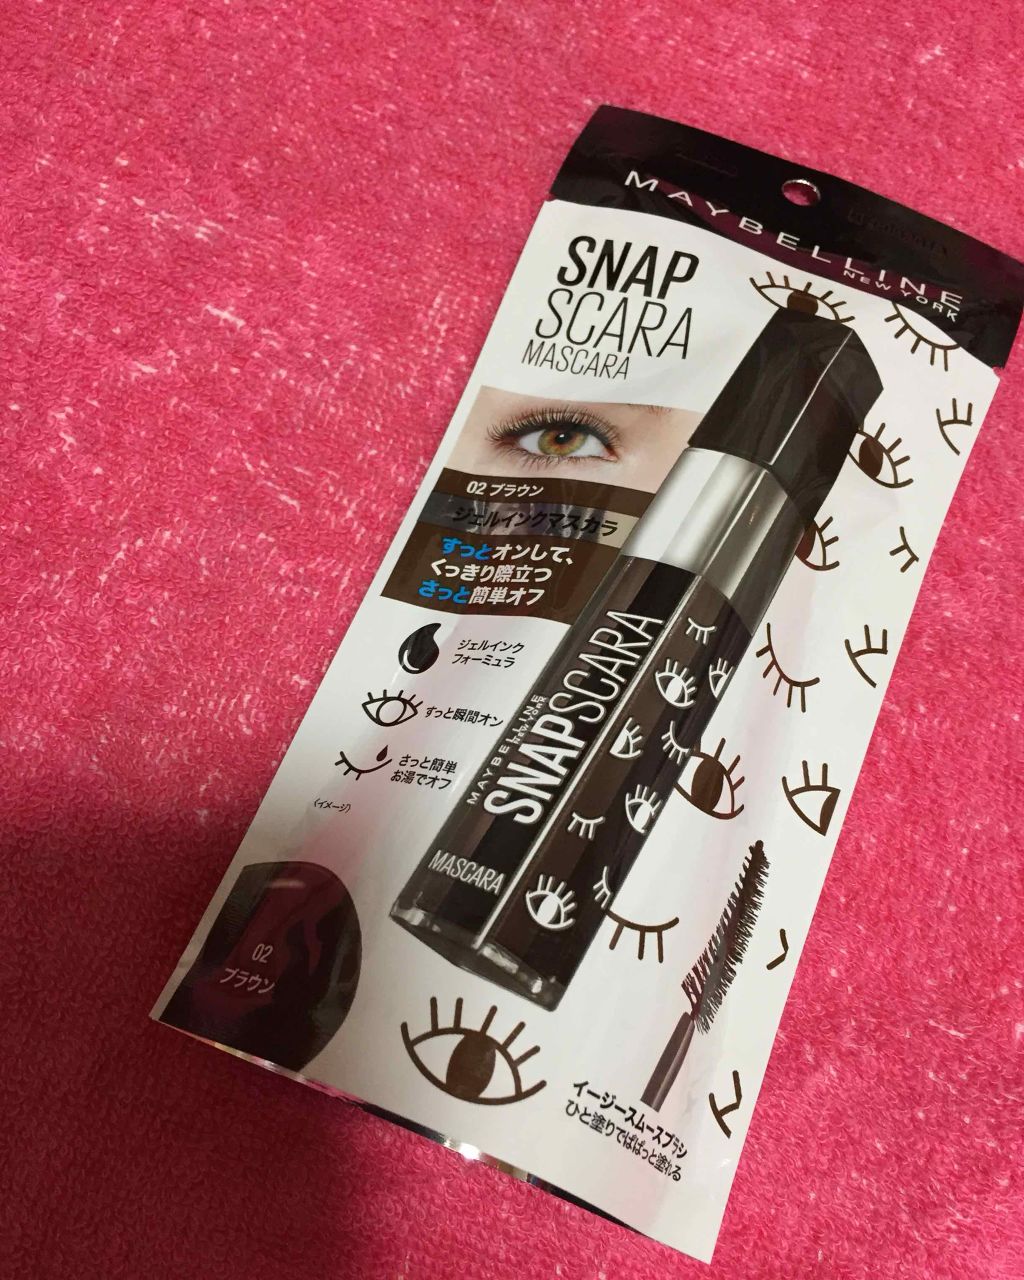 MAYBELLINE
NEW YORK
SNAP
SCARA
MASCARA
02 ブラウン
ジェルインクマスカラ
すっとオンして、
くっきり際立つ
さっと簡単オフ
ジェルインク
フォーミュラ
すっと瞬間オン
さっと簡単
お湯でオフ
〈イメージ〉
MAYBELLINE
NEW YORK
SNAPSCARA
MASCARA
02
ブラウン
イージースムースブラシ
ひと塗りでぱぱっと塗れる